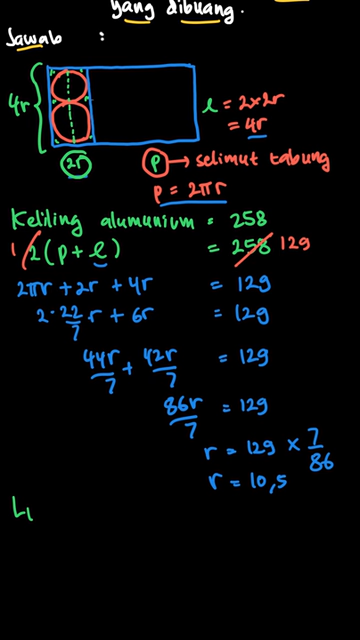 yang dibuang.
Jawab :
4r
l = 2×2r
= 4r
2r
p → selimut tabung
p = 2πr
Keliling alumunium = 258
1 2(p + l) = 258 129
2πr + 2r + 4r = 129
2·22/7 r + 6r = 129
44r/7 + 42r/7 = 129
86r/7 = 129
r = 129 × 7/86
r = 10,5
L